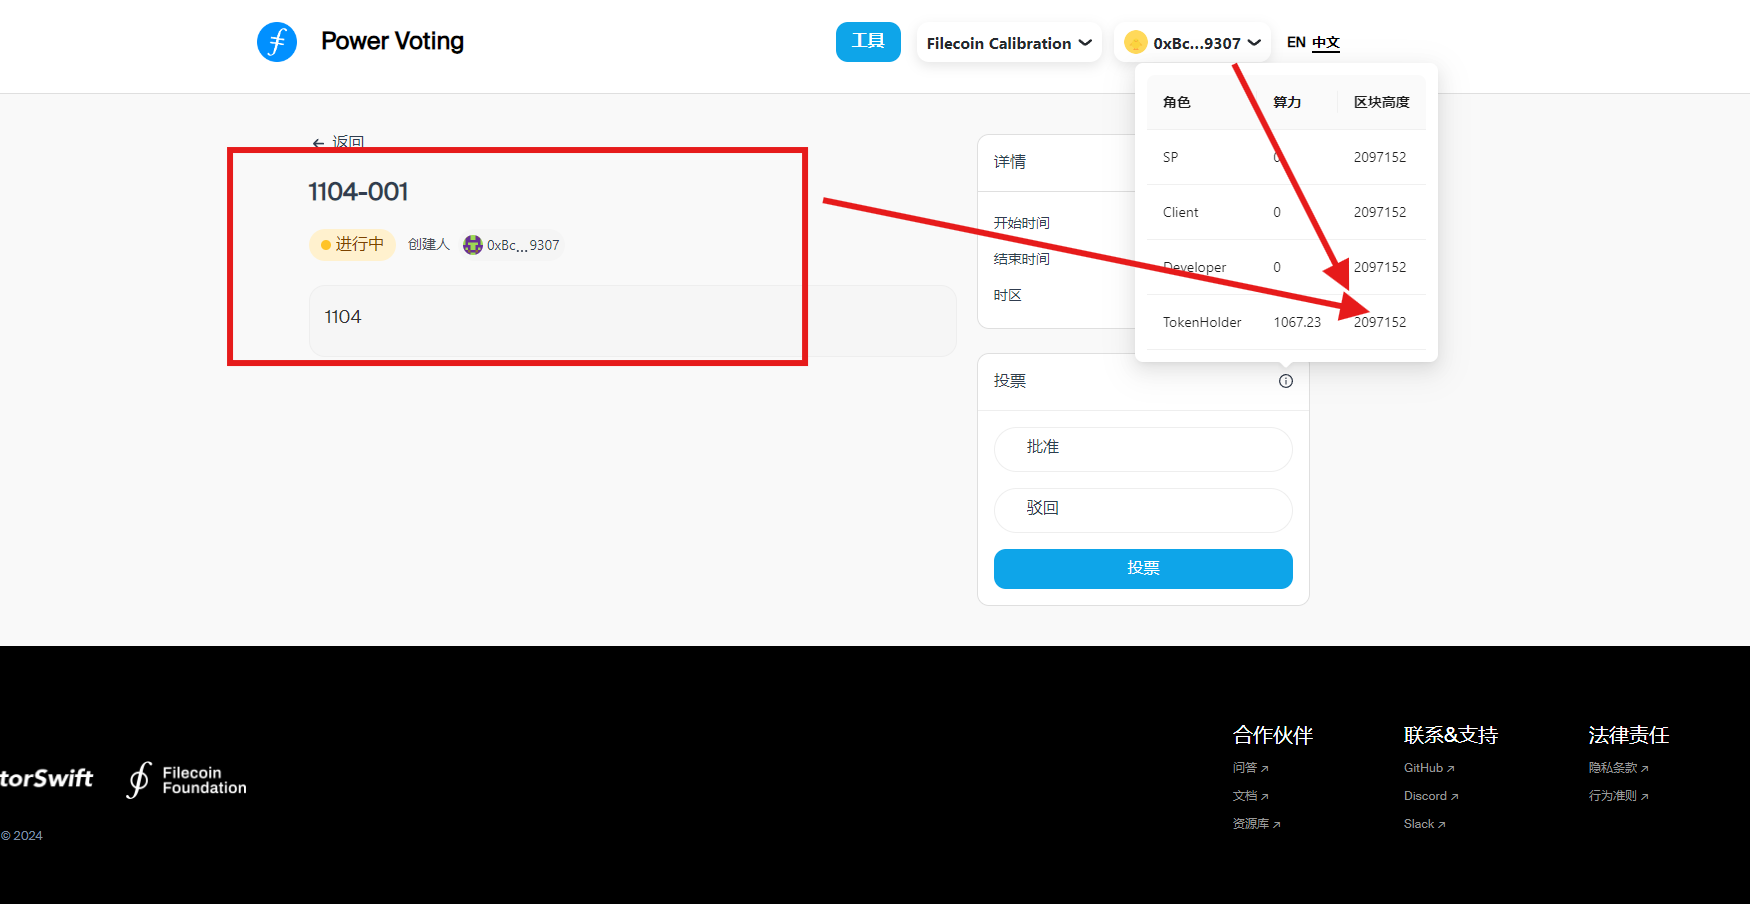 Power Voting
工具
Filecoin Calibration
0xBc...9307
EN 中文
角色 算力 区块高度
SP 0 2097152
Client 0 2097152
Developer 0 2097152
TokenHolder 1067.23 2097152
← 返回
1104-001
进行中 创建人 0xBc...9307
1104
详情
开始时间
结束时间
时区
投票
批准
驳回
投票
torSwift
Filecoin
Foundation
© 2024
合作伙伴
问答 ↗
文档 ↗
资源库 ↗
联系&支持
GitHub ↗
Discord ↗
Slack ↗
法律责任
隐私条款 ↗
行为准则 ↗